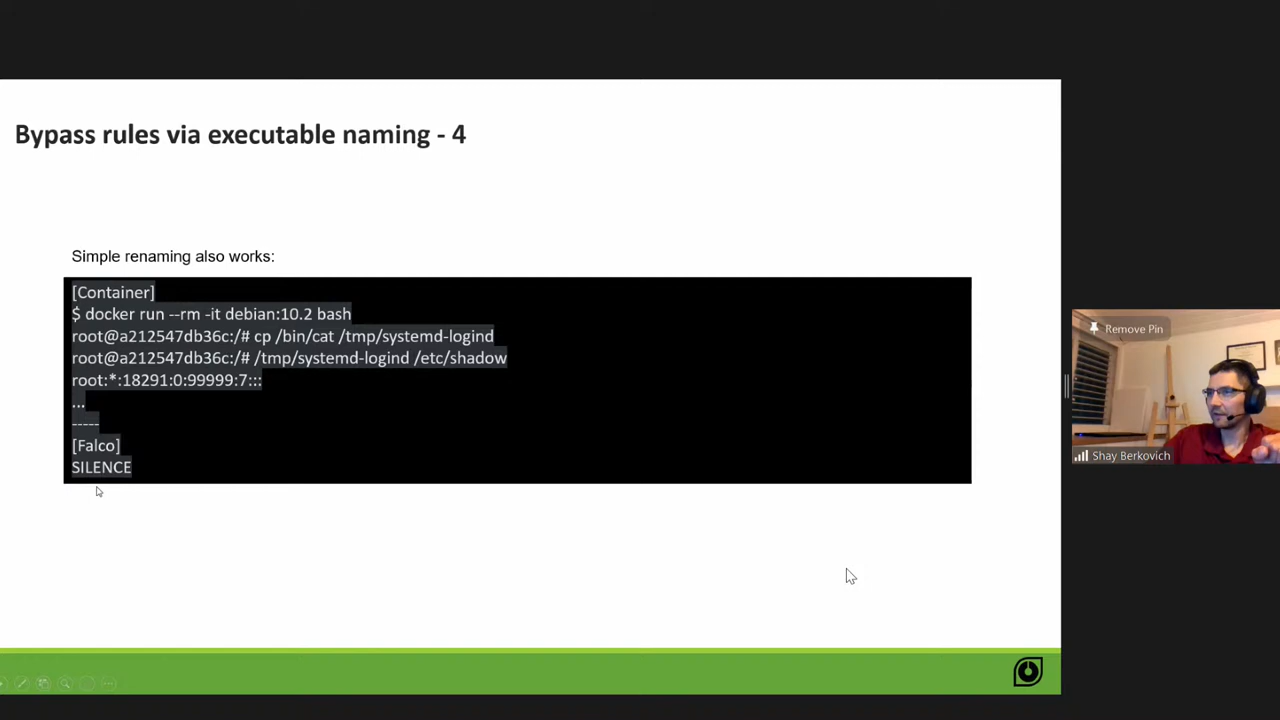 Bypass rules via executable naming - 4
Simple renaming also works:
[Container]
$ docker run --rm -it debian:10.2 bash
root@a212547db36c:/# cp /bin/cat /tmp/systemd-logind
root@a212547db36c:/# /tmp/systemd-logind /etc/shadow
root:*:18291:0:99999:7:::
...
-----
[Falco]
SILENCE
Remove Pin
Shay Berkovich